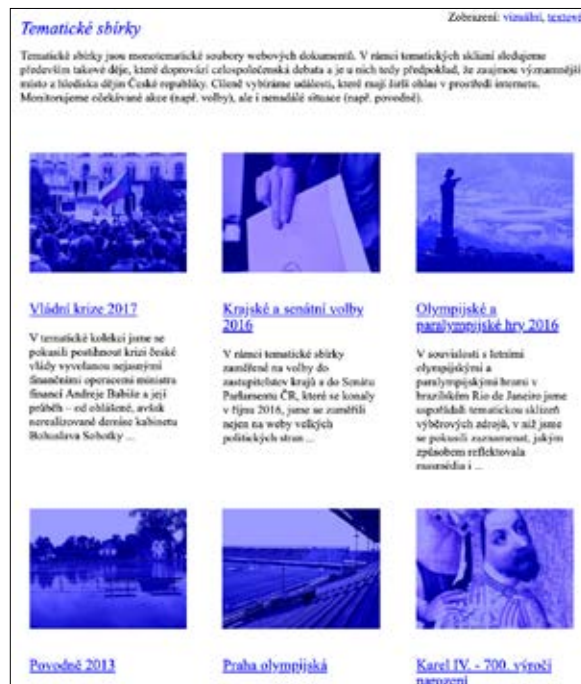 Zobrazení: vizuální, textové
Tematické sbírky
Tematické sbírky jsou monotematické soubory webových dokumentů. V rámci tematických sklizní sledujeme
především takové děje, které doprovází celospolečenská debata a je u nich tedy předpoklad, že zaujmou významnější
místo z hlediska dějin České republiky. Cíleně vybíráme události, které mají širší ohlas v prostředí internetu.
Monitorujeme očekávané akce (např. volby), ale i nenadálé situace (např. povodně).
Vládní krize 2017
V tematické kolekci jsme se
pokusili postihnout krizi české
vlády vyvolanou nejasnými
finančními operacemi ministra
financí Andreje Babiše a její
průběh – od ohlášené, avšak
nerealizované demise kabinetu
Bohuslava Sobotky ...
Krajské a senátní volby
2016
V rámci tematické sbírky
zaměřené na volby do
zastupitelstev krajů a do Senátu
Parlamentu ČR, které se konaly
v říjnu 2016, jsme se zaměřili
nejen na weby velkých
politických stran ...
Olympijské a
paralympijské hry 2016
V souvislosti s letními
olympijskými a
paralympijskými hrami v
brazilském Rio de Janeiro jsme
uspořádali tematickou sklizeň
výběrových zdrojů, v níž jsme
se pokusili zaznamenat, jakým
způsobem reflektovala
masmédia i ...
Povodně 2013
Praha olympijská
Karel IV. - 700. výročí
narození